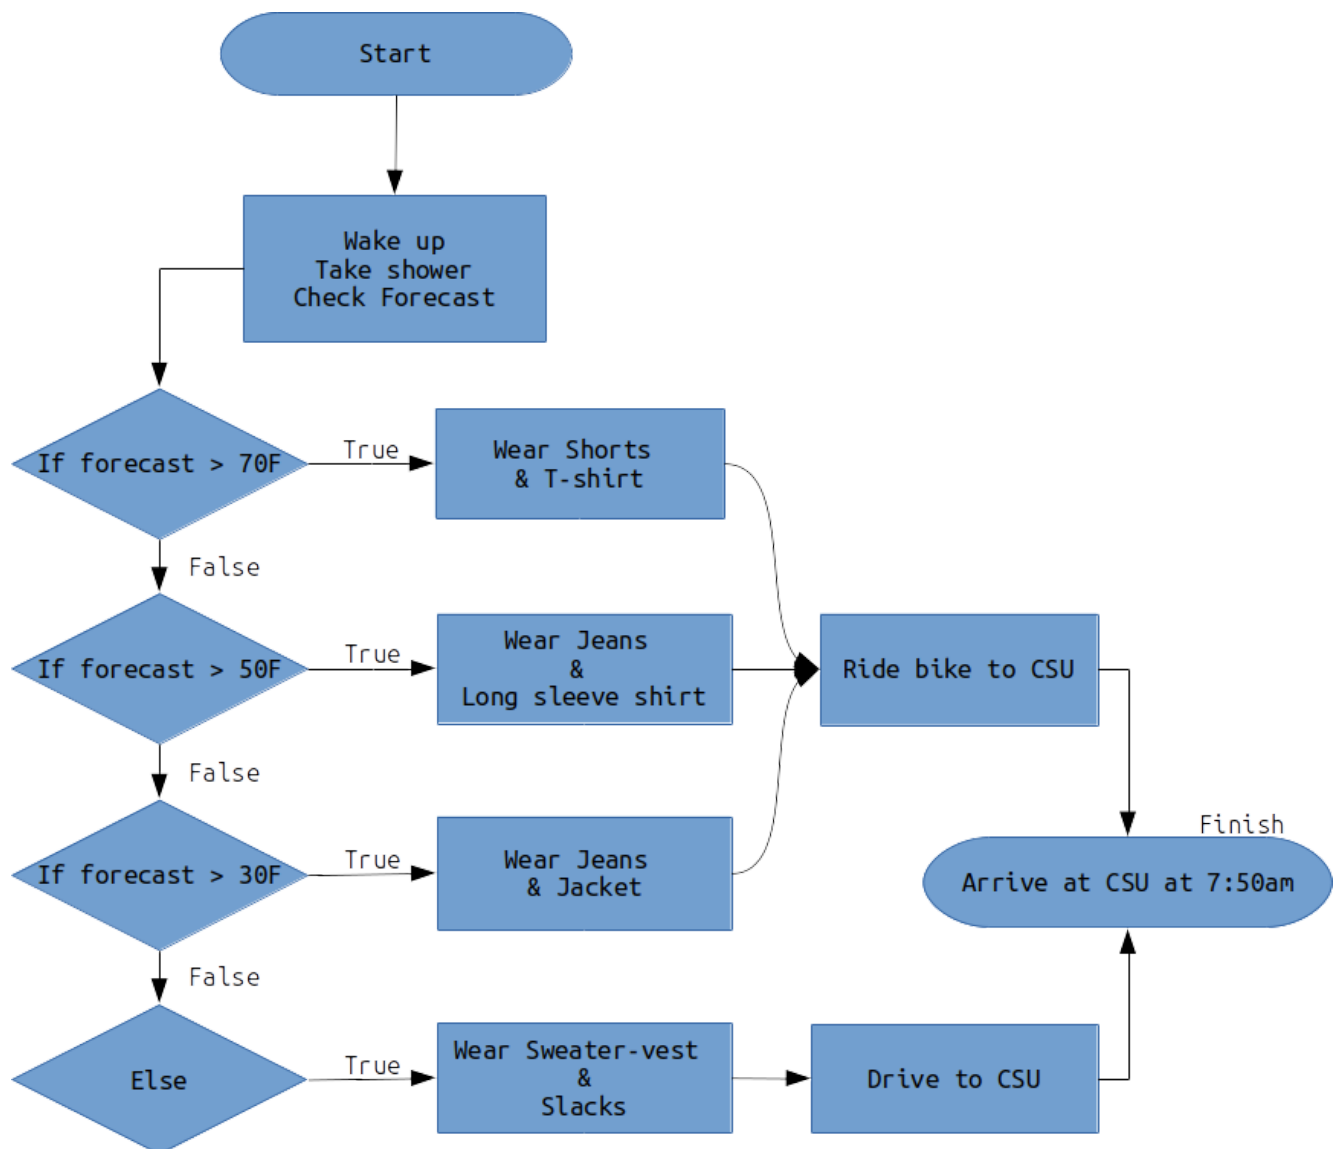 Start
Wake up
Take shower
Check Forecast
If forecast > 70F
True
Wear Shorts
& T-shirt
False
If forecast > 50F
True
Wear Jeans
&
Long sleeve shirt
Ride bike to CSU
False
If forecast > 30F
True
Wear Jeans
& Jacket
Finish
Arrive at CSU at 7:50am
False
Else
True
Wear Sweater-vest
&
Slacks
Drive to CSU